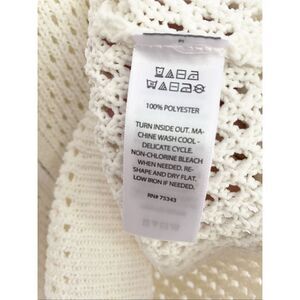 100% POLYESTER
TURN INSIDE OUT. MA-
CHINE WASH COOL -
DELICATE CYCLE.
NON-CHLORINE BLEACH
WHEN NEEDED. RE-
SHAPE AND DRY FLAT.
LOW IRON IF NEEDED.
RN# 75343